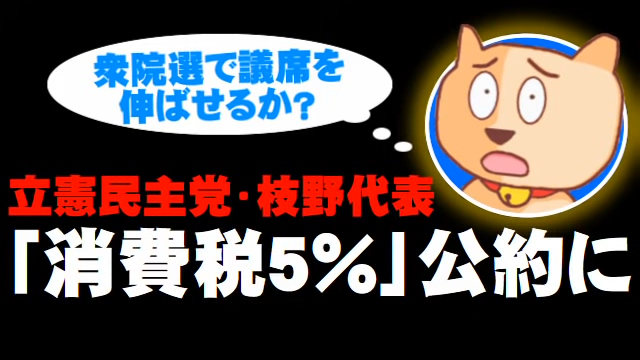 衆院選で議席を
伸ばせるか?
立憲民主党・枝野代表
「消費税5%」公約に